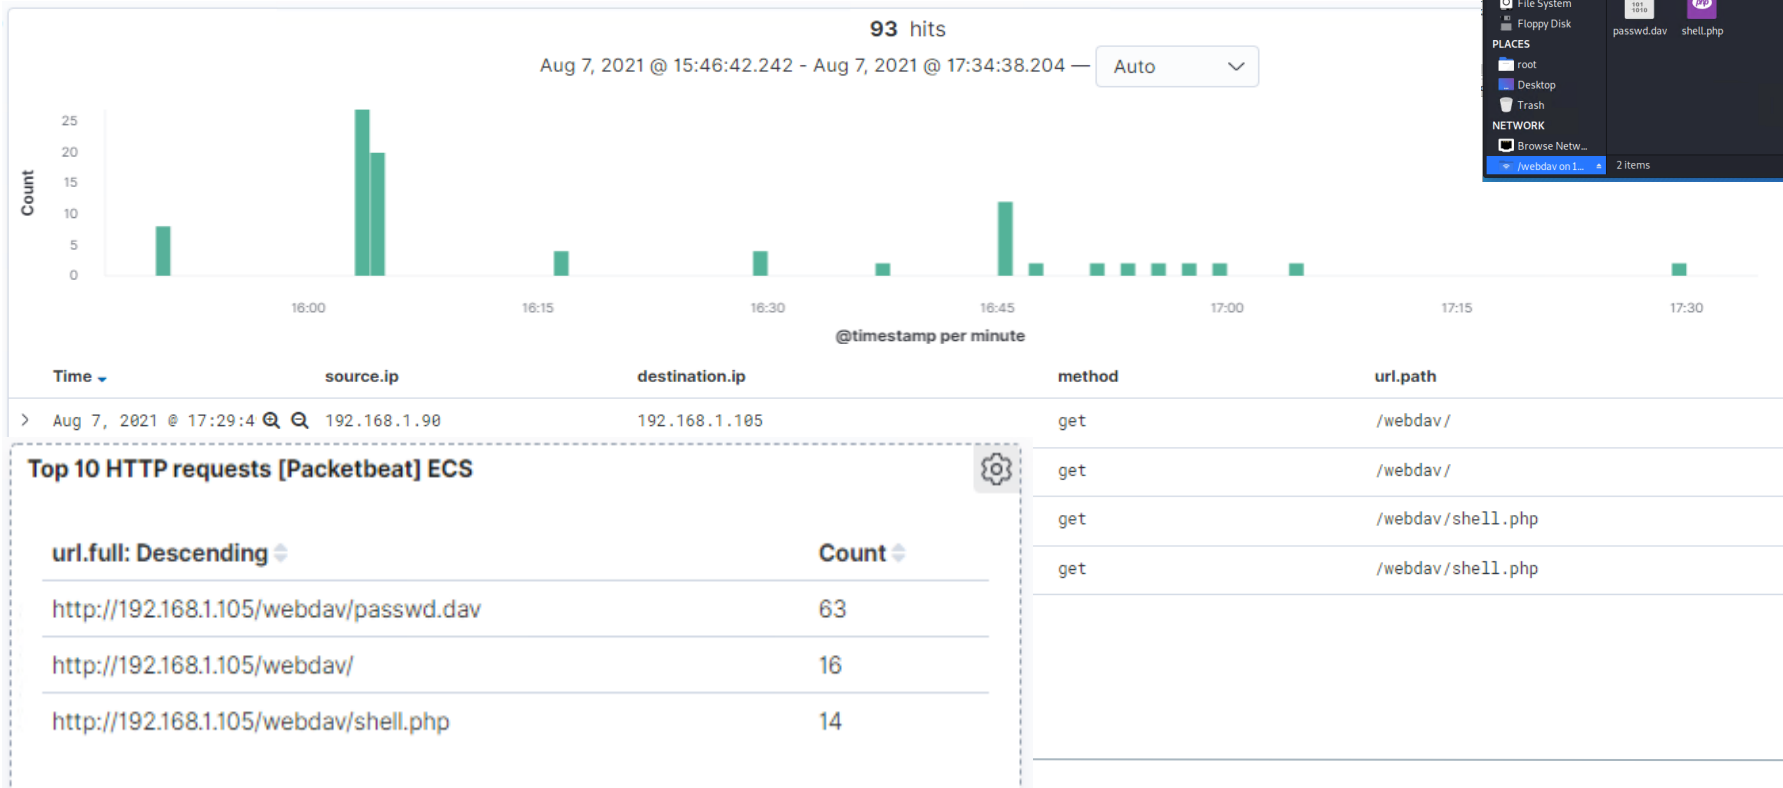 93 hits
Aug 7, 2021 @ 15:46:42.242 - Aug 7, 2021 @ 17:34:38.204 — Auto
File System
Floppy Disk
PLACES
root
Desktop
Trash
NETWORK
Browse Netw...
/webdav on 1...
passwd.dav shell.php
2 items
Count
25
20
15
10
5
0
16:00 16:15 16:30 16:45 17:00 17:15 17:30
@timestamp per minute
Time source.ip destination.ip method url.path
Aug 7, 2021 @ 17:29:4 192.168.1.90 192.168.1.105 get /webdav/
get /webdav/
get /webdav/shell.php
get /webdav/shell.php
Top 10 HTTP requests [Packetbeat] ECS
url.full: Descending Count
http://192.168.1.105/webdav/passwd.dav 63
http://192.168.1.105/webdav/ 16
http://192.168.1.105/webdav/shell.php 14